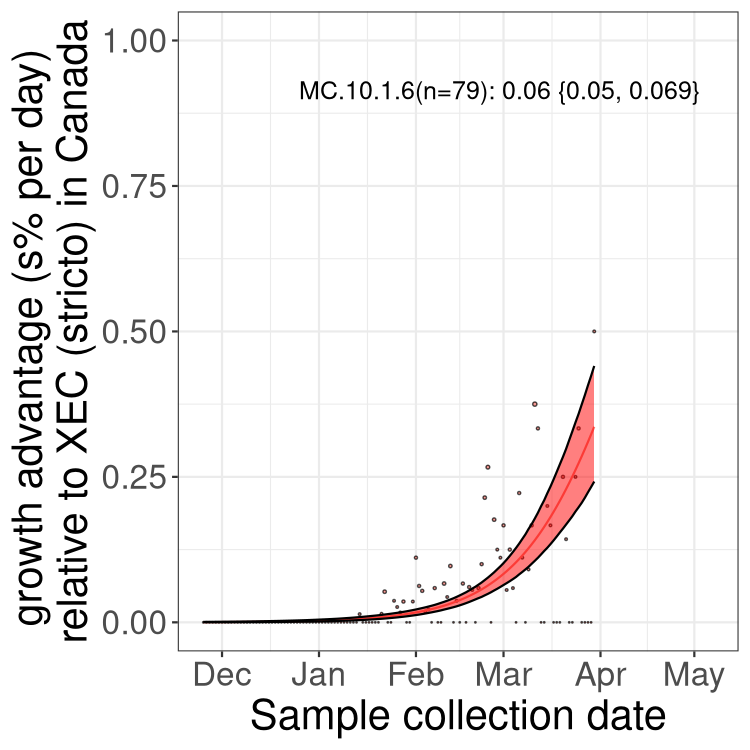 growth advantage (s% per day)
relative to XEC (stricto) in Canada
1.00
0.75
0.50
0.25
0.00
MC.10.1.6(n=79): 0.06 {0.05, 0.069}
Dec Jan Feb Mar Apr May
Sample collection date